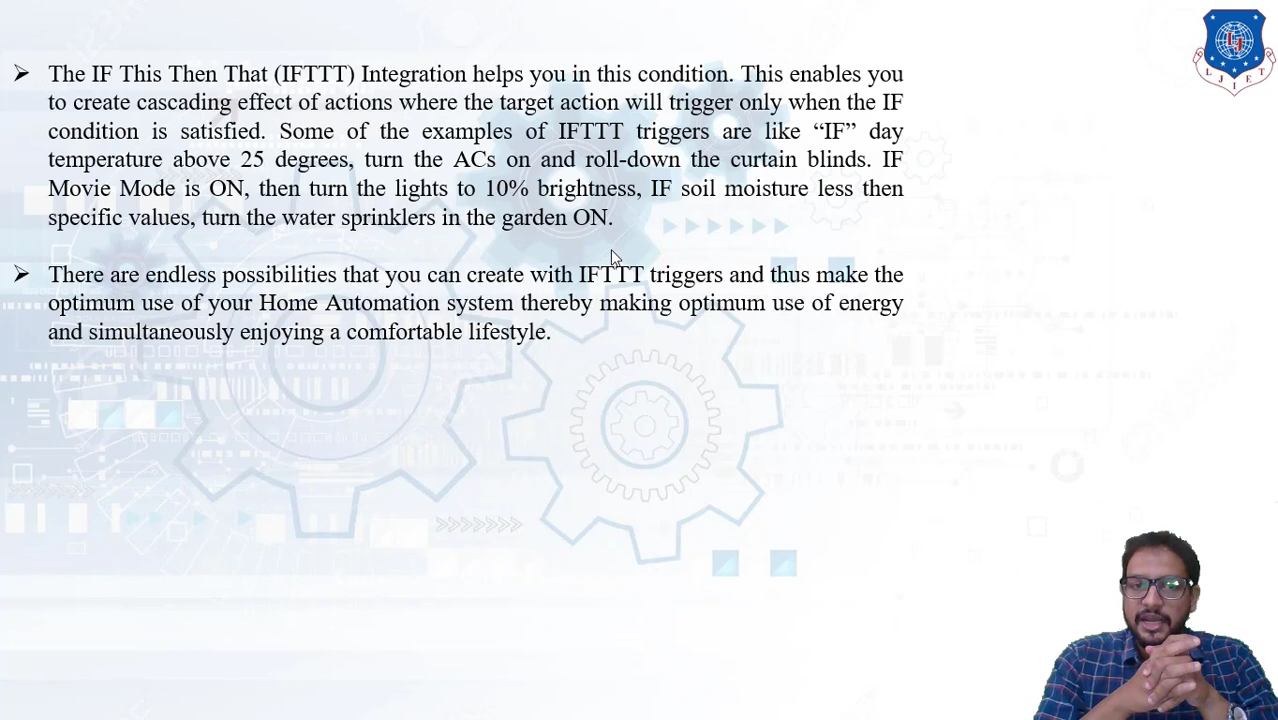 ➢ The IF This Then That (IFTTT) Integration helps you in this condition. This enables you
to create cascading effect of actions where the target action will trigger only when the IF
condition is satisfied. Some of the examples of IFTTT triggers are like “IF” day
temperature above 25 degrees, turn the ACs on and roll-down the curtain blinds. IF
Movie Mode is ON, then turn the lights to 10% brightness, IF soil moisture less then
specific values, turn the water sprinklers in the garden ON.
➢ There are endless possibilities that you can create with IFTTT triggers and thus make the
optimum use of your Home Automation system thereby making optimum use of energy
and simultaneously enjoying a comfortable lifestyle.
LJ
LJIET